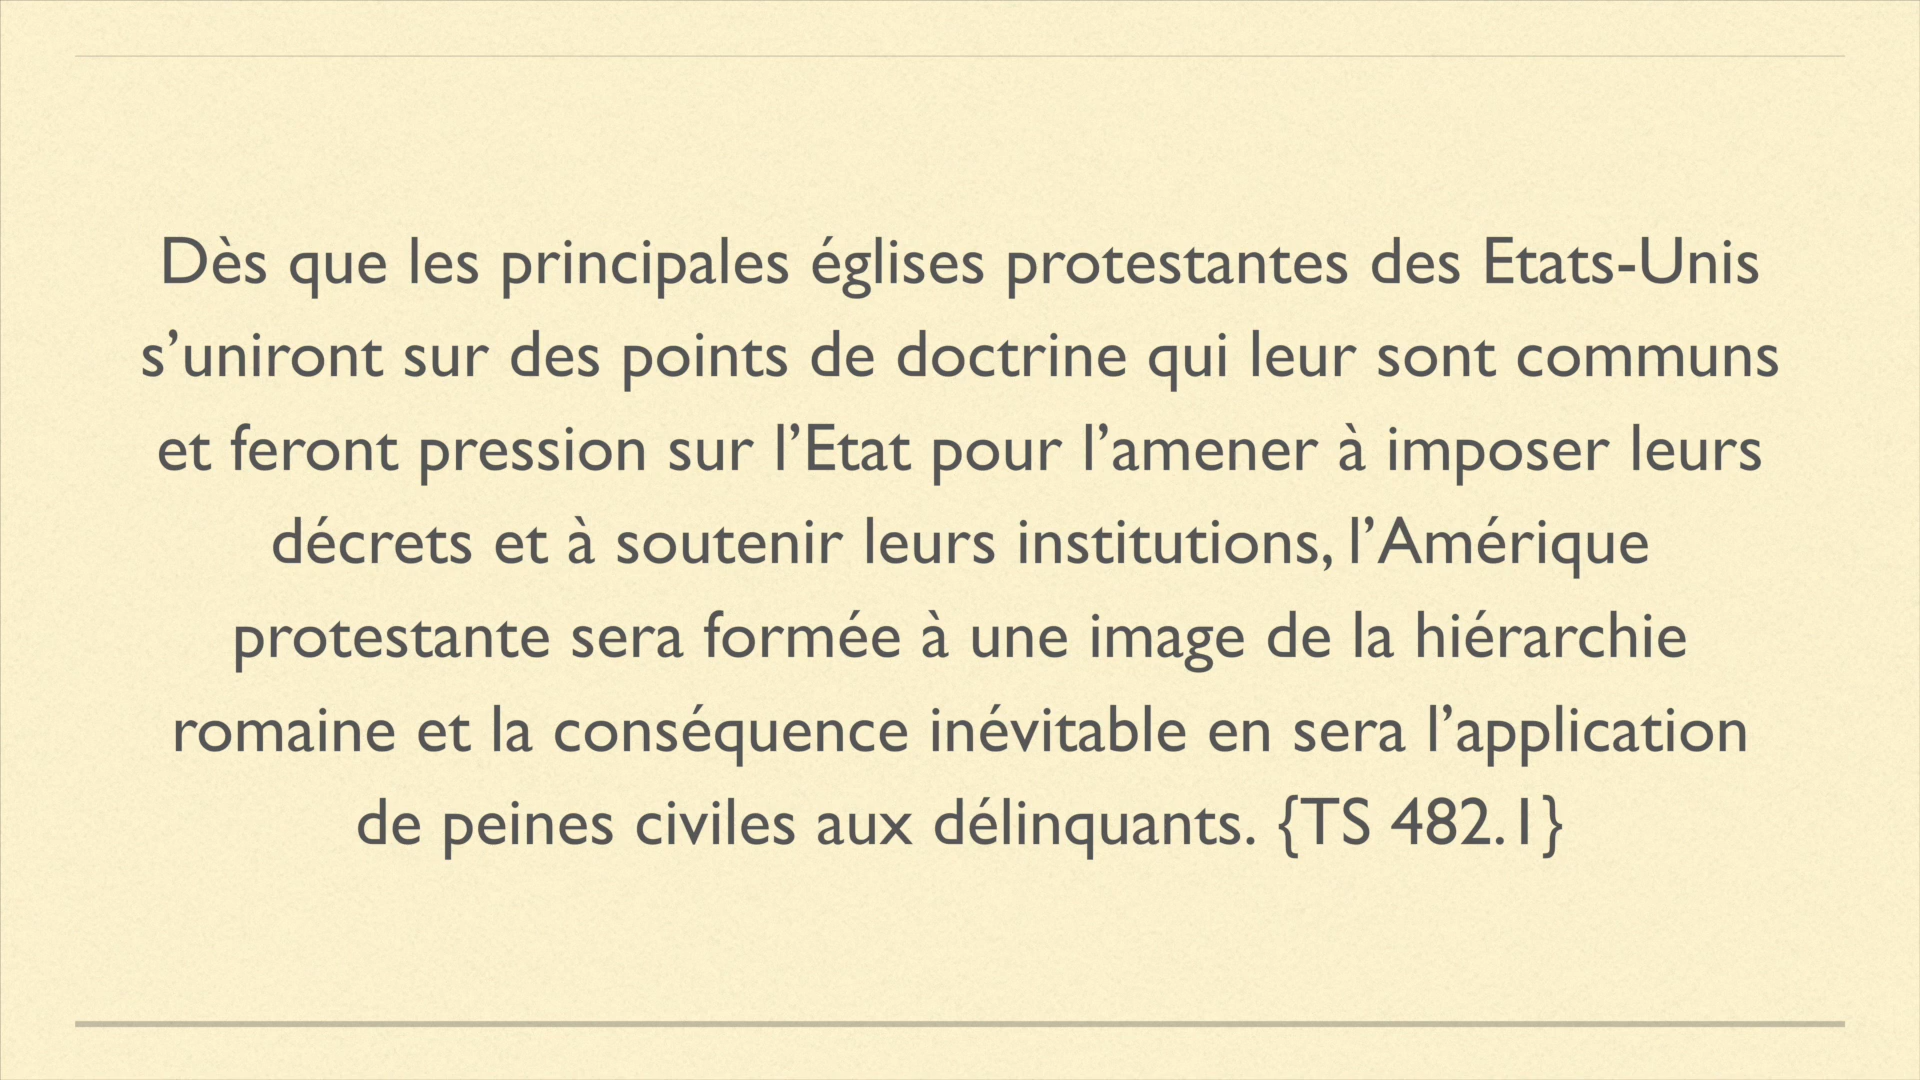 Dès que les principales églises protestantes des Etats-Unis
s’uniront sur des points de doctrine qui leur sont communs
et feront pression sur l’Etat pour l’amener à imposer leurs
décrets et à soutenir leurs institutions, l’Amérique
protestante sera formée à une image de la hiérarchie
romaine et la conséquence inévitable en sera l’application
de peines civiles aux délinquants. {TS 482.1}